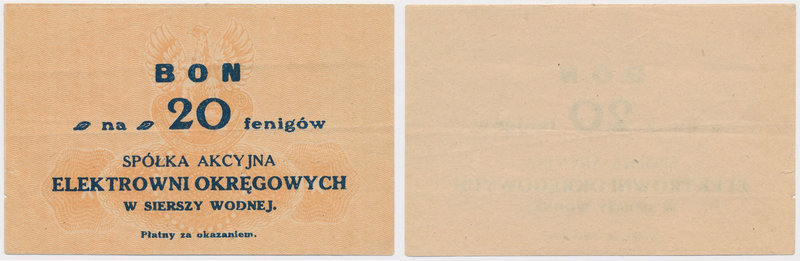 BON
na 20 fenigów
SPÓŁKA AKCYJNA
ELEKTROWNI OKRĘGOWYCH
W SIERSZY WODNEJ.
Płatny za okazaniem.